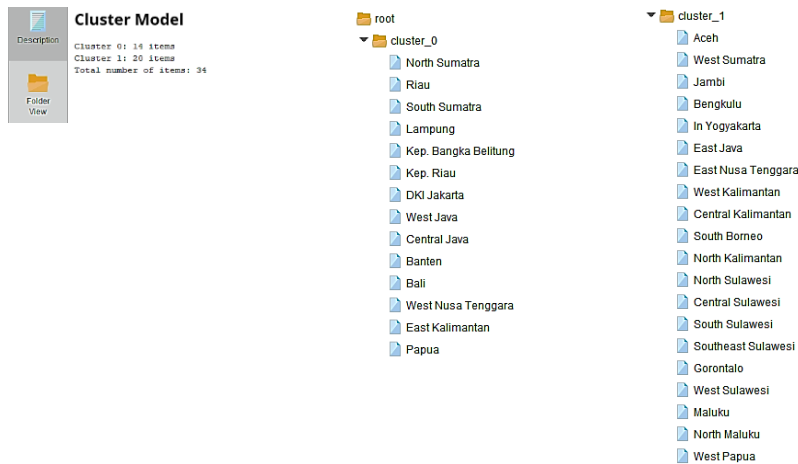 Description
Folder
View
Cluster Model
Cluster 0: 14 items
Cluster 1: 20 items
Total number of items: 34
root
cluster_0
North Sumatra
Riau
South Sumatra
Lampung
Kep. Bangka Belitung
Kep. Riau
DKI Jakarta
West Java
Central Java
Banten
Bali
West Nusa Tenggara
East Kalimantan
Papua
cluster_1
Aceh
West Sumatra
Jambi
Bengkulu
In Yogyakarta
East Java
East Nusa Tenggara
West Kalimantan
Central Kalimantan
South Borneo
North Kalimantan
North Sulawesi
Central Sulawesi
South Sulawesi
Southeast Sulawesi
Gorontalo
West Sulawesi
Maluku
North Maluku
West Papua